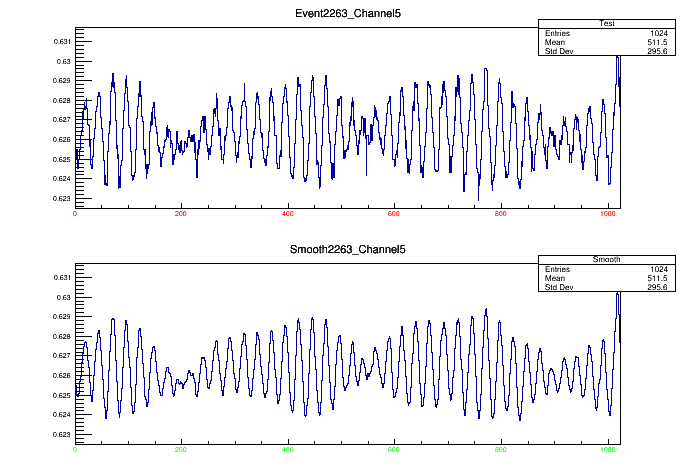 Event2263_Channel5
Test
Entries 1024
Mean 511.5
Std Dev 295.6
0.631
0.63
0.629
0.628
0.627
0.626
0.625
0.624
0.623
0 200 400 600 800 1000
Smooth2263_Channel5
Smooth
Entries 1024
Mean 511.5
Std Dev 295.6
0.631
0.63
0.629
0.628
0.627
0.626
0.625
0.624
0.623
0 200 400 600 800 1000